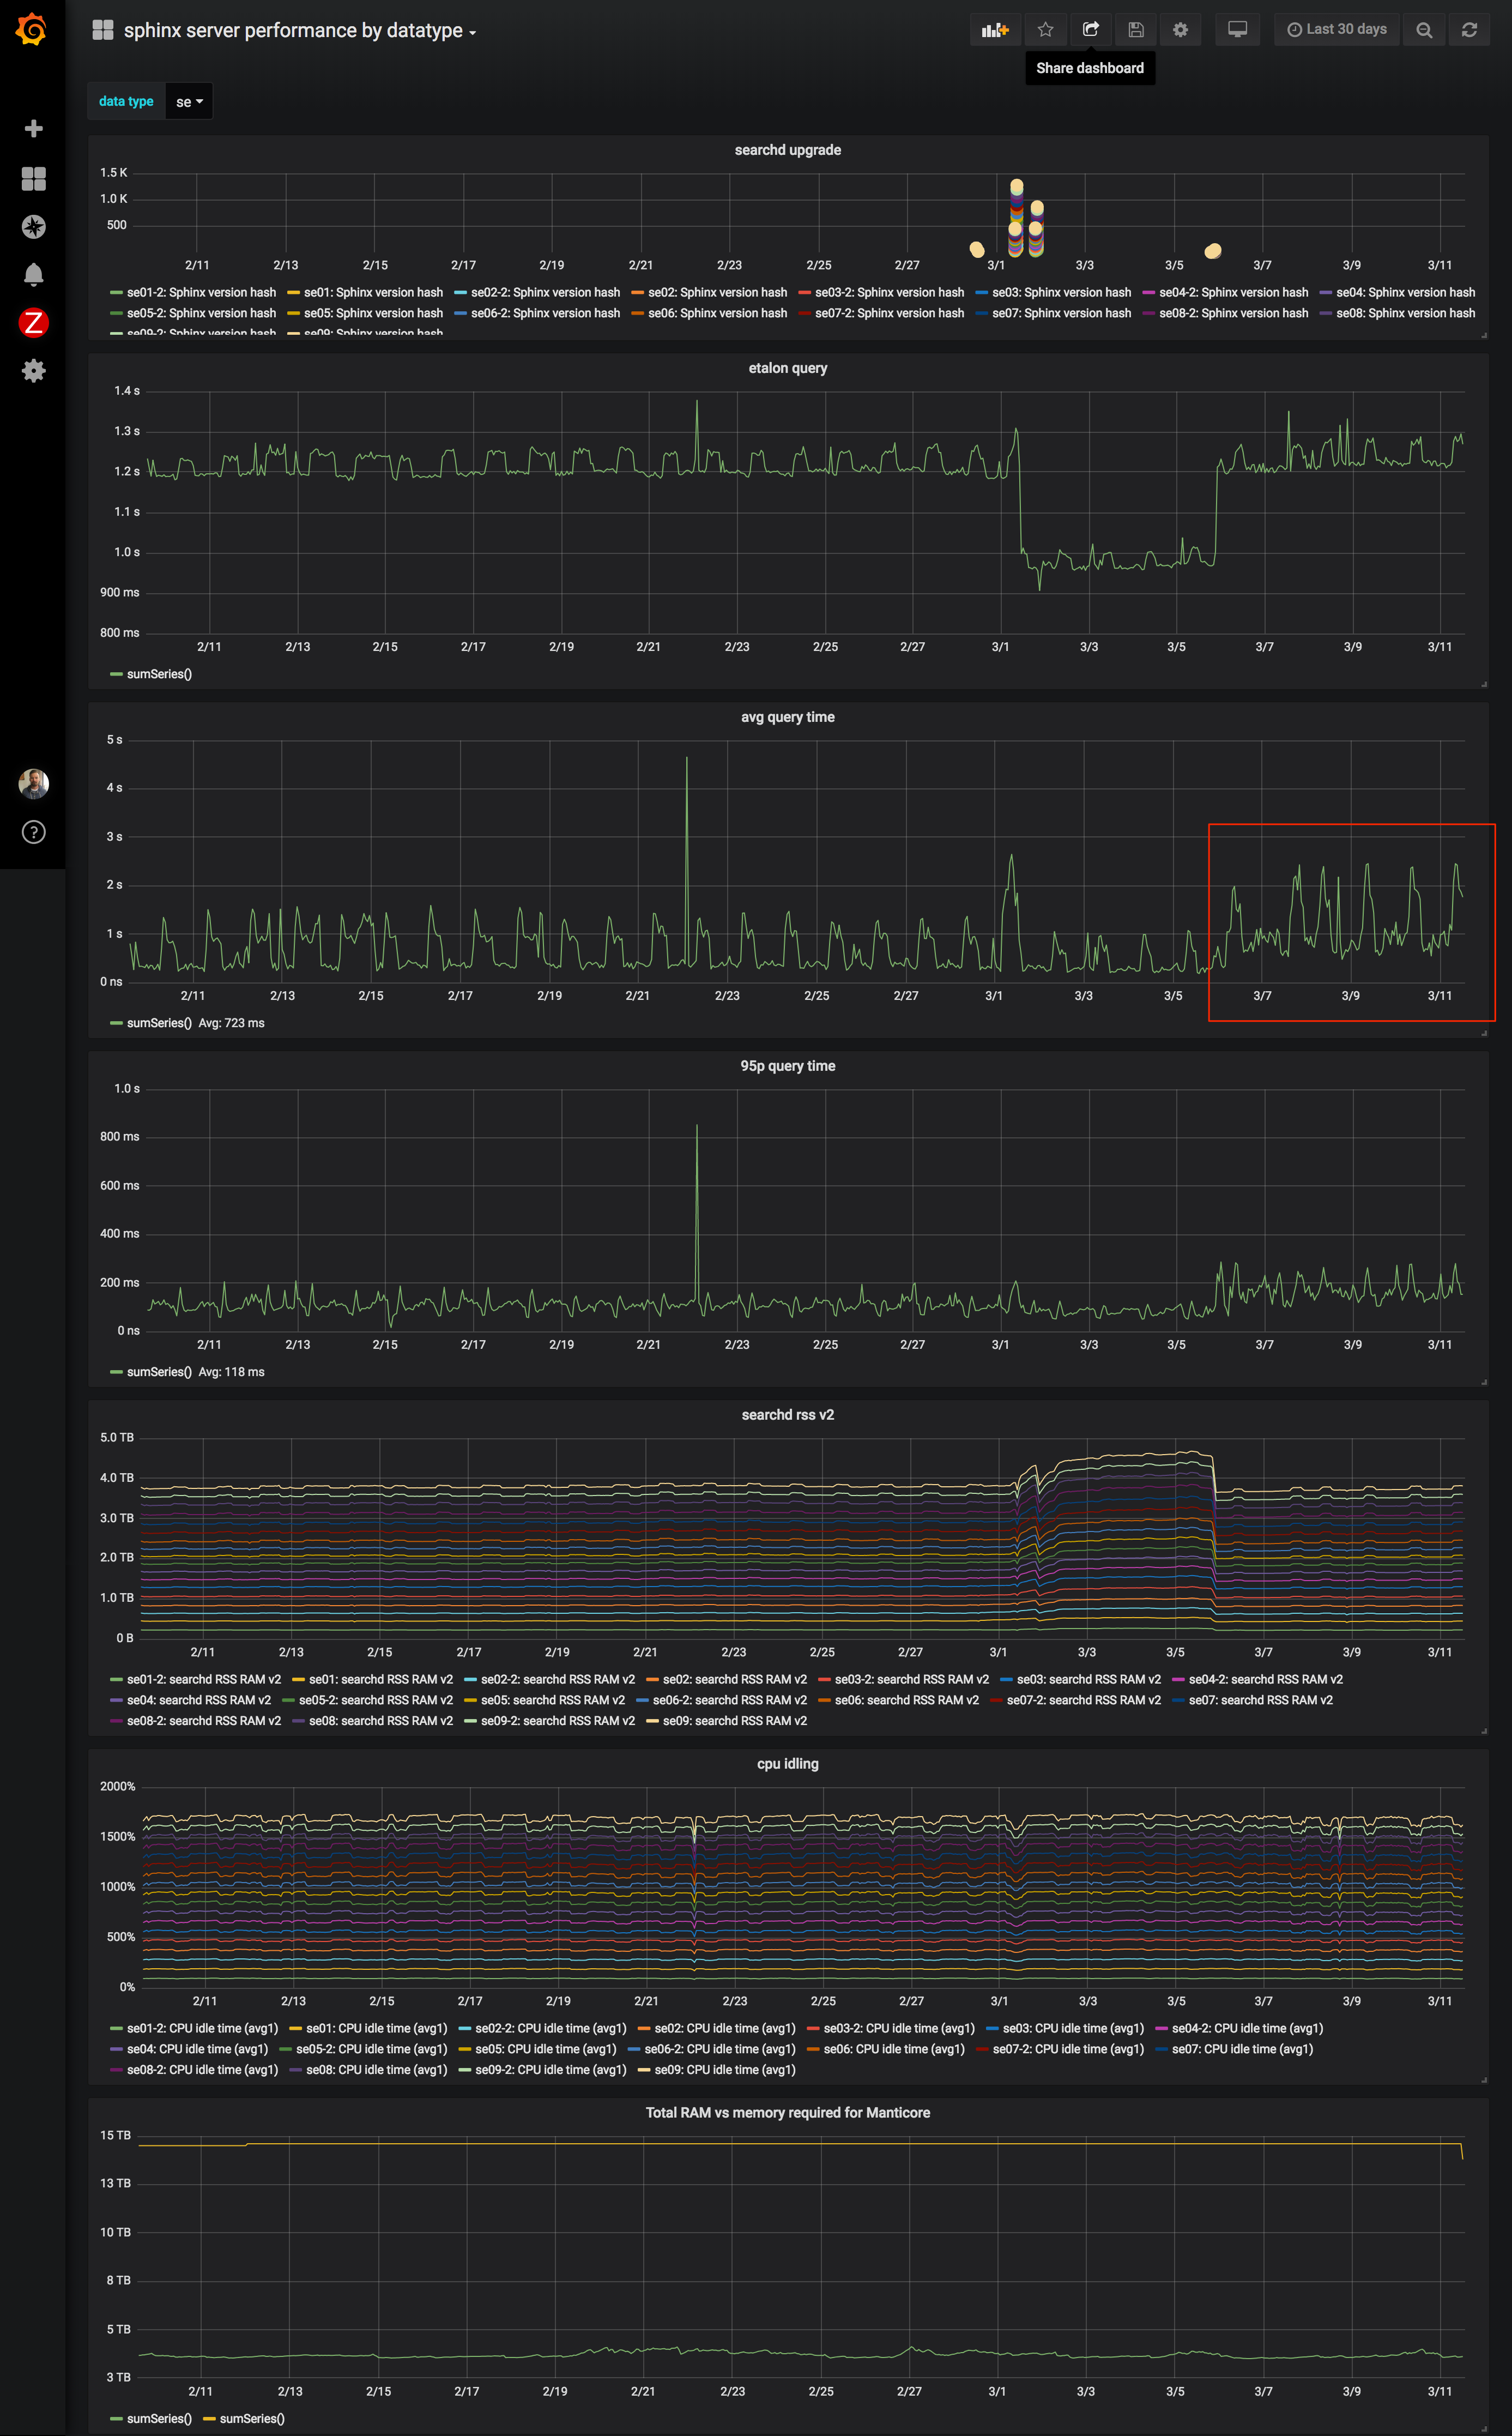 sphinx server performance by datatype
Last 30 days
Share dashboard
data type se
searchd upgrade
1.5 K
1.0 K
500
2/11 2/13 2/15 2/17 2/19 2/21 2/23 2/25 2/27 3/1 3/3 3/5 3/7 3/9 3/11
se01-2: Sphinx version hash se01: Sphinx version hash se02-2: Sphinx version hash se02: Sphinx version hash se03-2: Sphinx version hash se03: Sphinx version hash se04-2: Sphinx version hash se04: Sphinx version hash
se05-2: Sphinx version hash se05: Sphinx version hash se06-2: Sphinx version hash se06: Sphinx version hash se07-2: Sphinx version hash se07: Sphinx version hash se08-2: Sphinx version hash se08: Sphinx version hash
se09-2: Sphinx version hash se09: Sphinx version hash
Z
etalon query
1.4 s
1.3 s
1.2 s
1.1 s
1.0 s
900 ms
800 ms
2/11 2/13 2/15 2/17 2/19 2/21 2/23 2/25 2/27 3/1 3/3 3/5 3/7 3/9 3/11
sumSeries()
avg query time
5 s
4 s
3 s
2 s
1 s
0 ns
2/11 2/13 2/15 2/17 2/19 2/21 2/23 2/25 2/27 3/1 3/3 3/5 3/7 3/9 3/11
sumSeries() Avg: 723 ms
?
95p query time
1.0 s
800 ms
600 ms
400 ms
200 ms
0 ns
2/11 2/13 2/15 2/17 2/19 2/21 2/23 2/25 2/27 3/1 3/3 3/5 3/7 3/9 3/11
sumSeries() Avg: 118 ms
searchd rss v2
5.0 TB
4.0 TB
3.0 TB
2.0 TB
1.0 TB
0 B
2/11 2/13 2/15 2/17 2/19 2/21 2/23 2/25 2/27 3/1 3/3 3/5 3/7 3/9 3/11
se01-2: searchd RSS RAM v2 se01: searchd RSS RAM v2 se02-2: searchd RSS RAM v2 se02: searchd RSS RAM v2 se03-2: searchd RSS RAM v2 se03: searchd RSS RAM v2 se04-2: searchd RSS RAM v2
se04: searchd RSS RAM v2 se05-2: searchd RSS RAM v2 se05: searchd RSS RAM v2 se06-2: searchd RSS RAM v2 se06: searchd RSS RAM v2 se07-2: searchd RSS RAM v2 se07: searchd RSS RAM v2
se08-2: searchd RSS RAM v2 se08: searchd RSS RAM v2 se09-2: searchd RSS RAM v2 se09: searchd RSS RAM v2
cpu idling
2000%
1500%
1000%
500%
0%
2/11 2/13 2/15 2/17 2/19 2/21 2/23 2/25 2/27 3/1 3/3 3/5 3/7 3/9 3/11
se01-2: CPU idle time (avg1) se01: CPU idle time (avg1) se02-2: CPU idle time (avg1) se02: CPU idle time (avg1) se03-2: CPU idle time (avg1) se03: CPU idle time (avg1) se04-2: CPU idle time (avg1)
se04: CPU idle time (avg1) se05-2: CPU idle time (avg1) se05: CPU idle time (avg1) se06-2: CPU idle time (avg1) se06: CPU idle time (avg1) se07-2: CPU idle time (avg1) se07: CPU idle time (avg1)
se08-2: CPU idle time (avg1) se08: CPU idle time (avg1) se09-2: CPU idle time (avg1) se09: CPU idle time (avg1)
Total RAM vs memory required for Manticore
15 TB
13 TB
10 TB
8 TB
5 TB
3 TB
2/11 2/13 2/15 2/17 2/19 2/21 2/23 2/25 2/27 3/1 3/3 3/5 3/7 3/9 3/11
sumSeries() sumSeries()